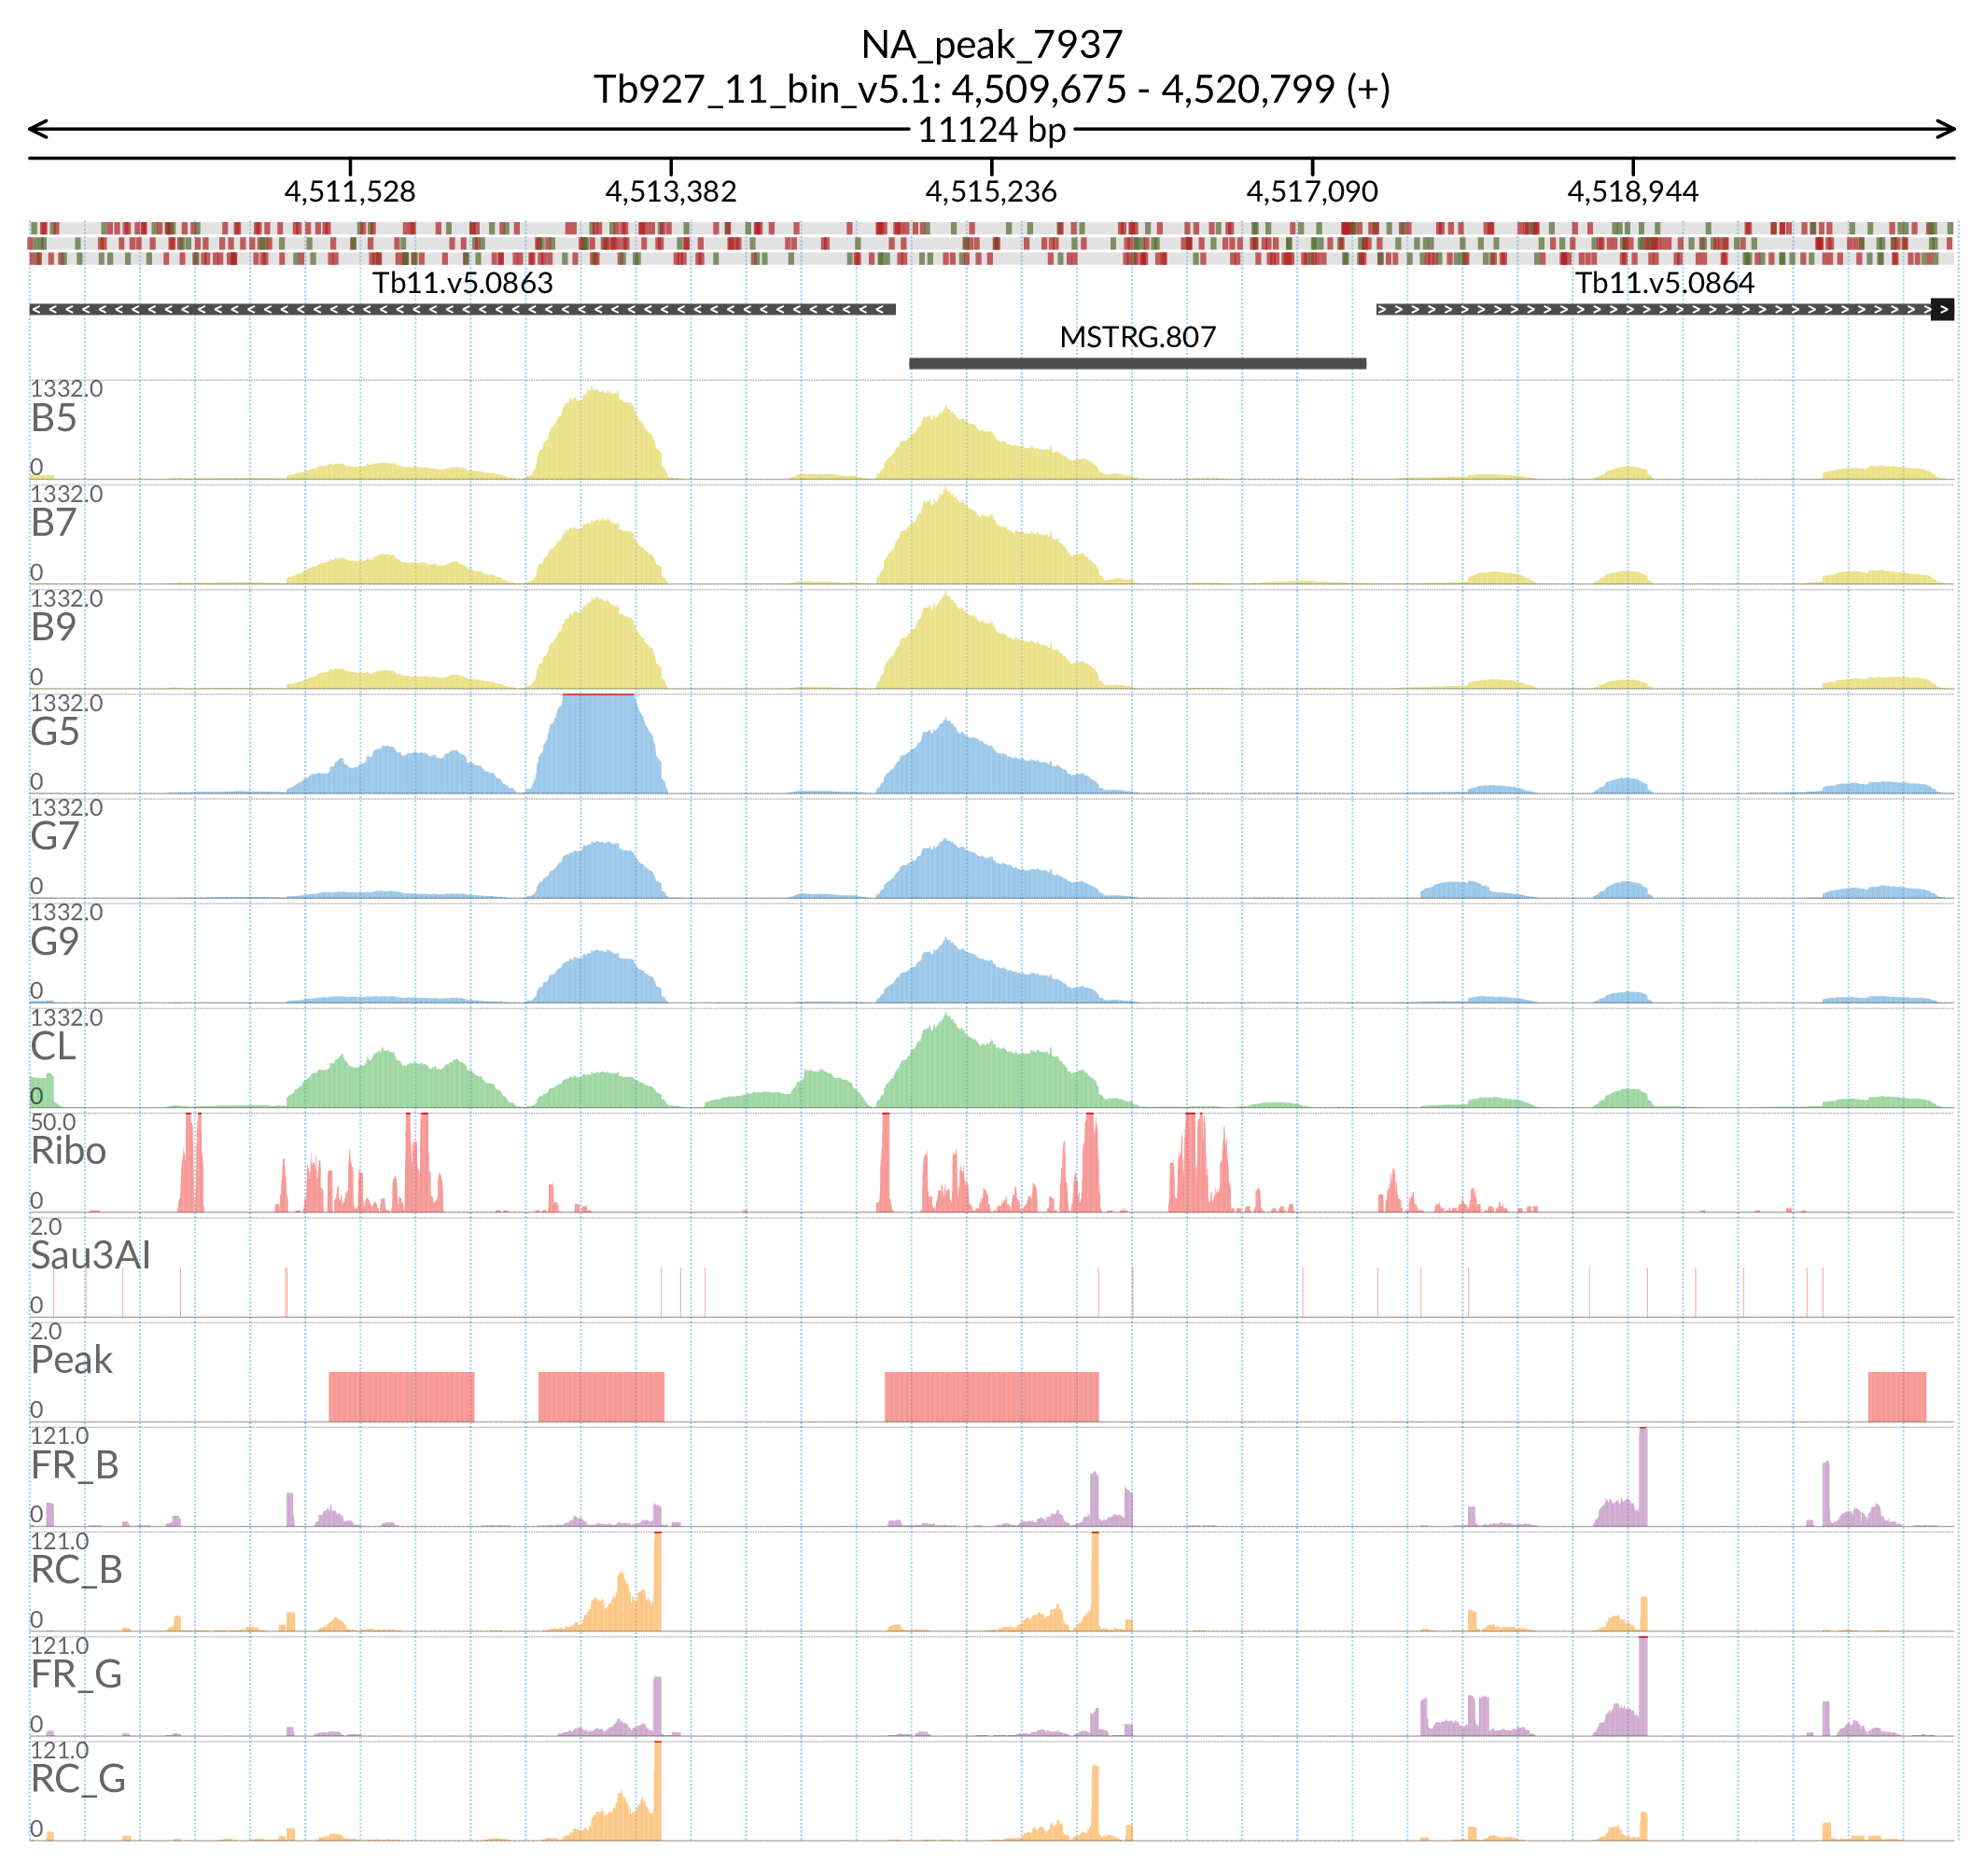 NA_peak_7937
Tb927_11_bin_v5.1: 4,509,675 - 4,520,799 (+)
11124 bp
4,511,528 4,513,382 4,515,236 4,517,090 4,518,944
Tb11.v5.0863 Tb11.v5.0864
MSTRG.807
1332.0
B5
0
1332.0
B7
0
1332.0
B9
0
1332.0
G5
0
1332.0
G7
0
1332.0
G9
0
1332.0
CL
0
50.0
Ribo
0
2.0
Sau3AI
0
2.0
Peak
0
121.0
FR_B
0
121.0
RC_B
0
121.0
FR_G
0
121.0
RC_G
0